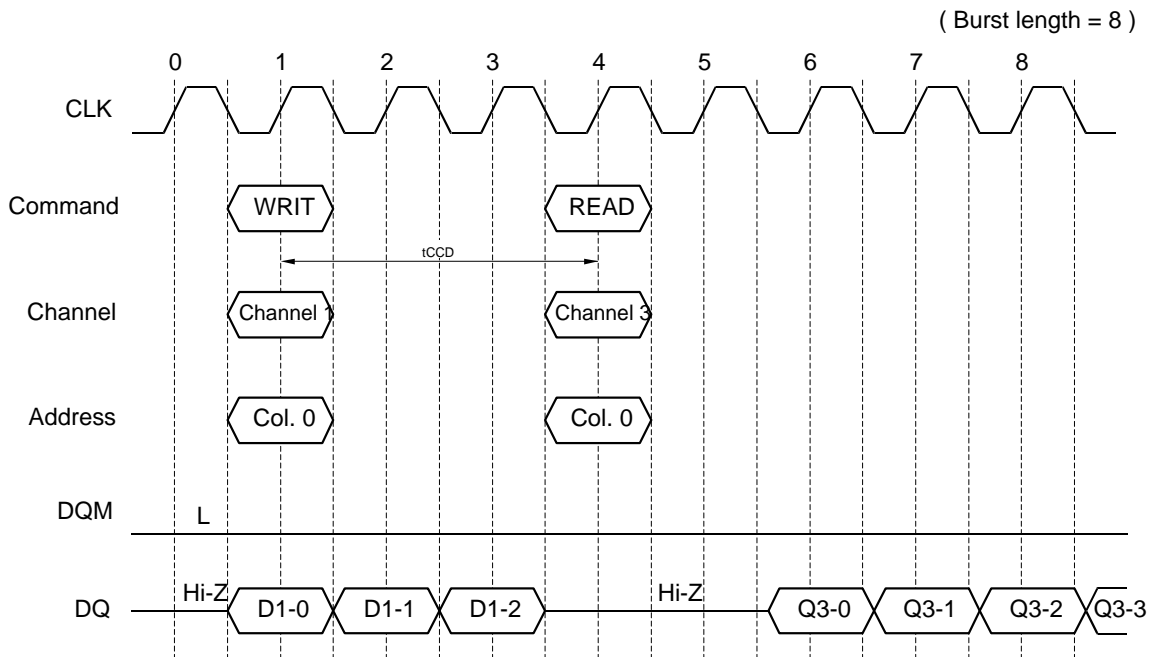 ( Burst length = 8 )
0 1 2 3 4 5 6 7 8
CLK
Command WRIT READ
tCCD
Channel Channel 1 Channel 3
Address Col. 0 Col. 0
DQM L
DQ Hi-Z D1-0 D1-1 D1-2 Hi-Z Q3-0 Q3-1 Q3-2 Q3-3